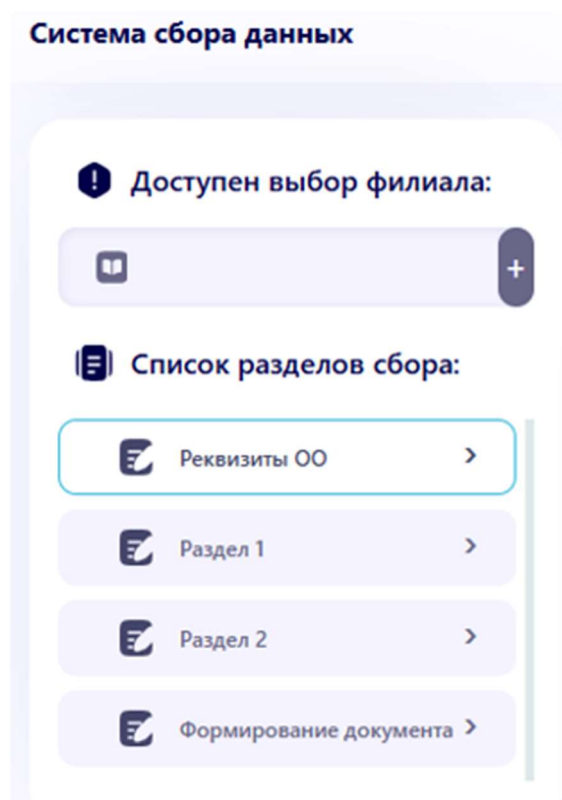 Система сбора данных
Доступен выбор филиала:
+
Список разделов сбора:
Реквизиты ОО
Раздел 1
Раздел 2
Формирование документа